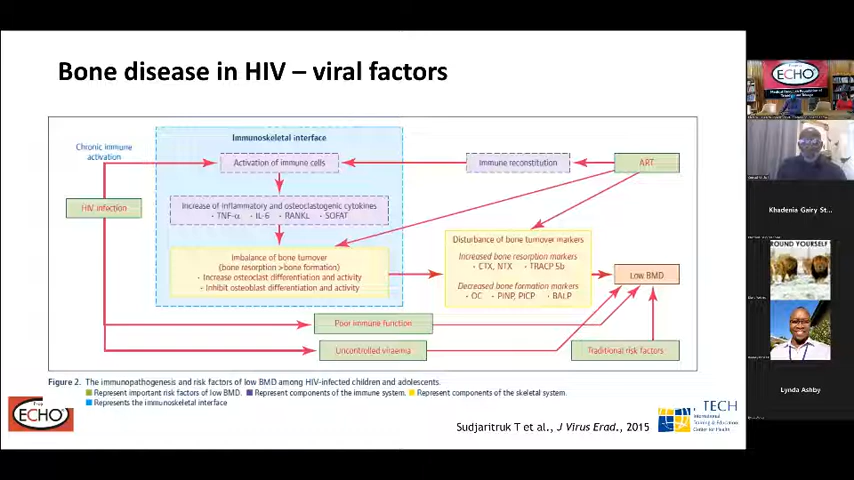 Bone disease in HIV – viral factors
Immunoskeletal interface
Chronic immune
activation
Activation of immune cells
Immune reconstitution
ART
HIV infection
Increase of inflammatory and osteoclastogenic cytokines
· TNF-α · IL-6 · RANKL · SOFAT
Imbalance of bone turnover
(bone resorption >bone formation)
· Increase osteoclast differentiation and activity
· Inhibit osteoblast differentiation and activity
Disturbance of bone turnover markers
Increased bone resorption markers
· CTX, NTX · TRACP 5b
Decreased bone formation markers
· OC · PINP, PICP · BALP
Low BMD
Poor immune function
Uncontrolled viraemia
Traditional risk factors
Figure 2. The immunopathogenesis and risk factors of low BMD among HIV-infected children and adolescents.
Represent important risk factors of low BMD. Represent components of the immune system. Represent components of the skeletal system.
Represents the immunoskeletal interface
ECHO
Sudjaritruk T et al., J Virus Erad., 2015
TECH
International
Training & Education
Center for Health
ECHO
Khadenia Gairy St...
ROUND YOURSELF
Lynda Ashby